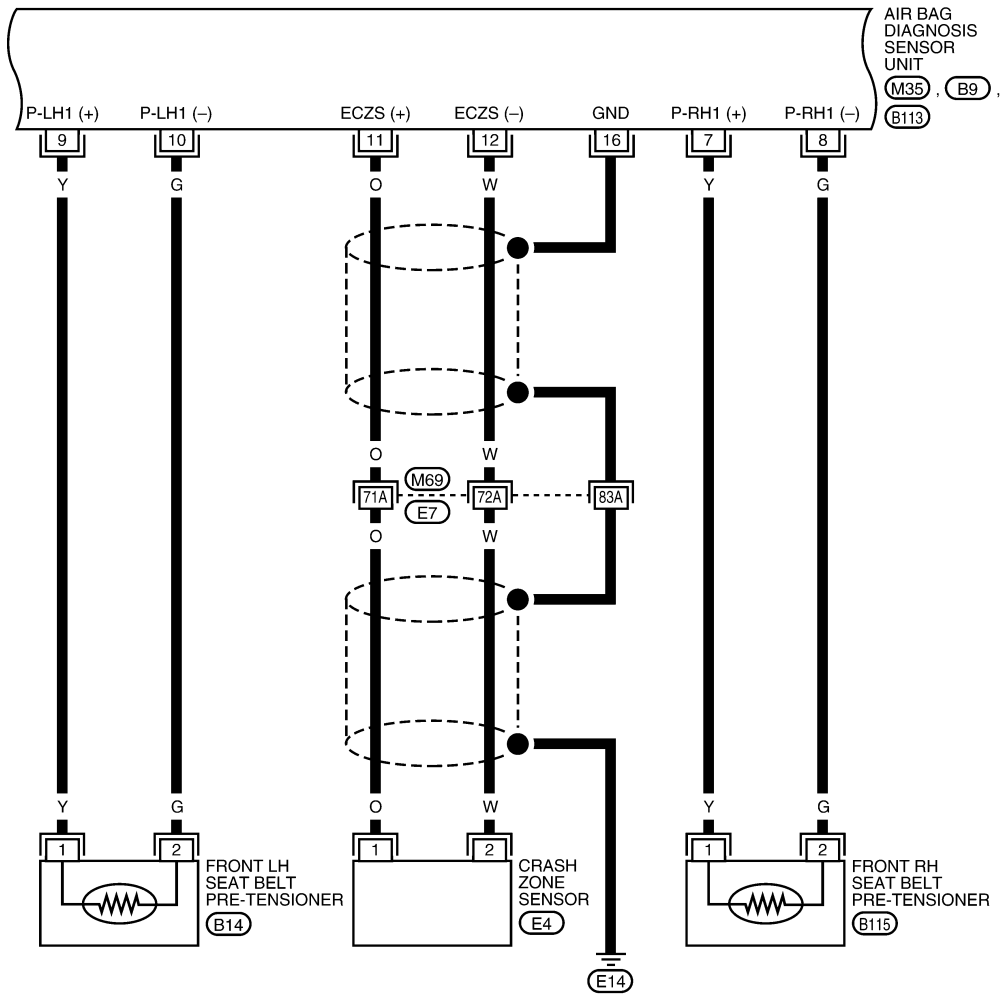 AIR BAG
DIAGNOSIS
SENSOR
UNIT
M35 , B9 ,
B113
P-LH1 (+) P-LH1 (–) ECZS (+) ECZS (–) GND P-RH1 (+) P-RH1 (–)
9 10 11 12 16 7 8
Y G O W Y G
O W
M69
71A 72A 83A
E7
O W
Y G O W Y G
1 2 1 2 1 2
FRONT LH
SEAT BELT
PRE-TENSIONER
B14
CRASH
ZONE
SENSOR
E4
FRONT RH
SEAT BELT
PRE-TENSIONER
B115
E14